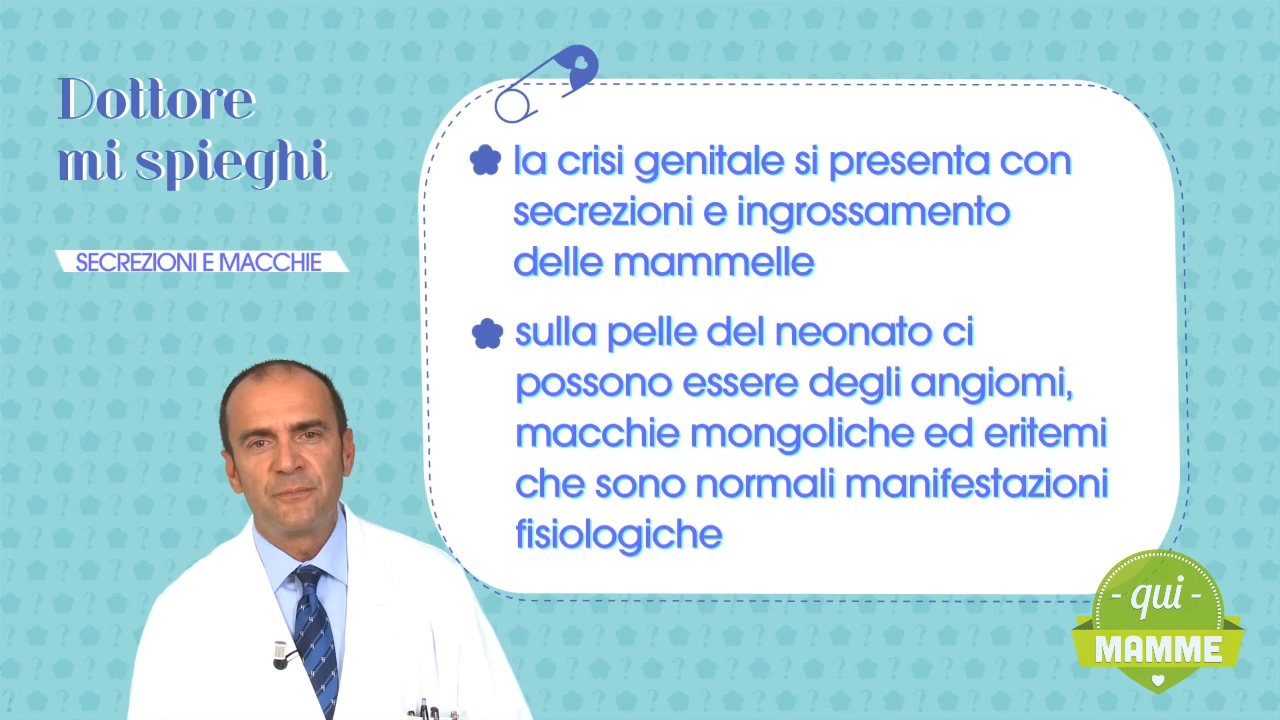 Dottore
mi spieghi
SECREZIONI E MACCHIE
la crisi genitale si presenta con
secrezioni e ingrossamento
delle mammelle
sulla pelle del neonato ci
possono essere degli angiomi,
macchie mongoliche ed eritemi
che sono normali manifestazioni
fisiologiche
- qui -
MAMME